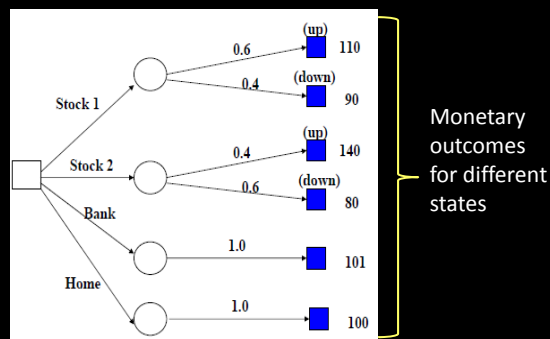 (up)
0.6
110
(down)
0.4
90
Stock 1
(up)
0.4
140
Stock 2
(down)
0.6
80
Bank
1.0
101
Home
1.0
100
Monetary
outcomes
for different
states